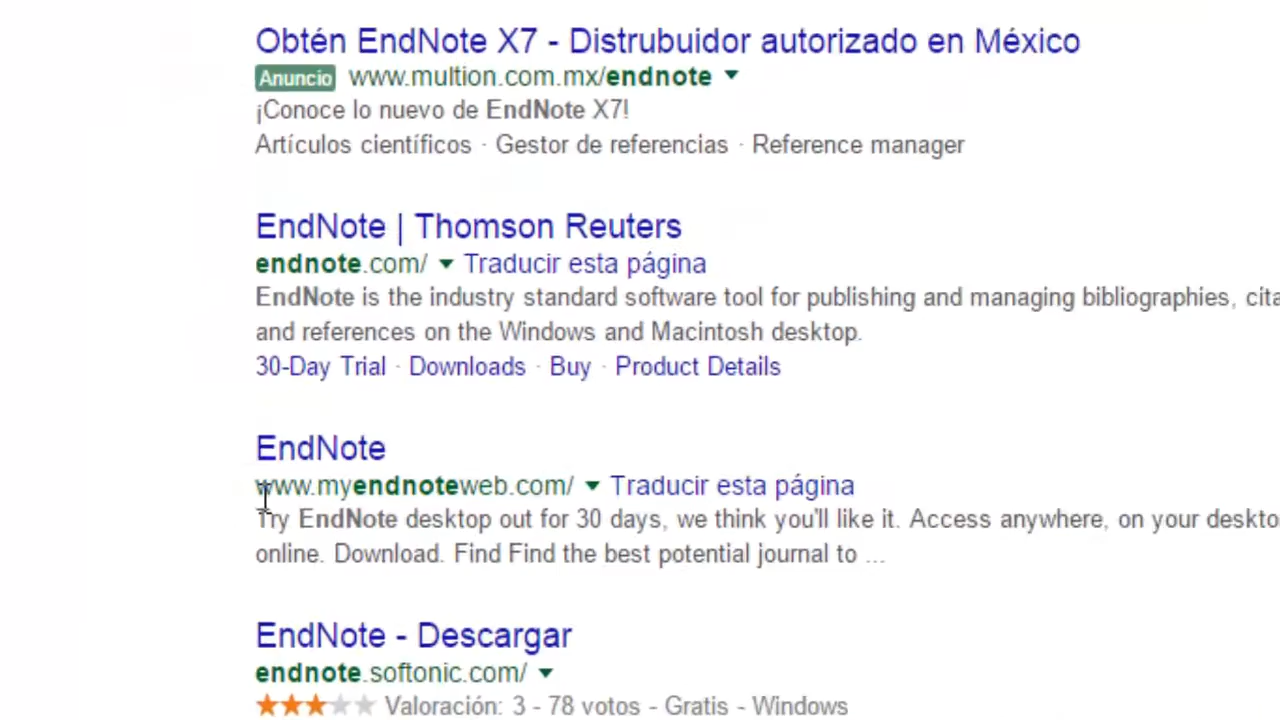 Obtén EndNote X7 - Distrubuidor autorizado en México
Anuncio www.multion.com.mx/endnote
¡Conoce lo nuevo de EndNote X7!
Artículos científicos · Gestor de referencias · Reference manager
EndNote | Thomson Reuters
endnote.com/ Traducir esta página
EndNote is the industry standard software tool for publishing and managing bibliographies,
and references on the Windows and Macintosh desktop.
30-Day Trial · Downloads · Buy · Product Details
EndNote
www.myendnoteweb.com/ Traducir esta página
Try EndNote desktop out for 30 days, we think you'll like it. Access anywhere, on your
online. Download. Find Find the best potential journal to ...
EndNote - Descargar
endnote.softonic.com/
Valoración: 3 - 78 votos - Gratis - Windows